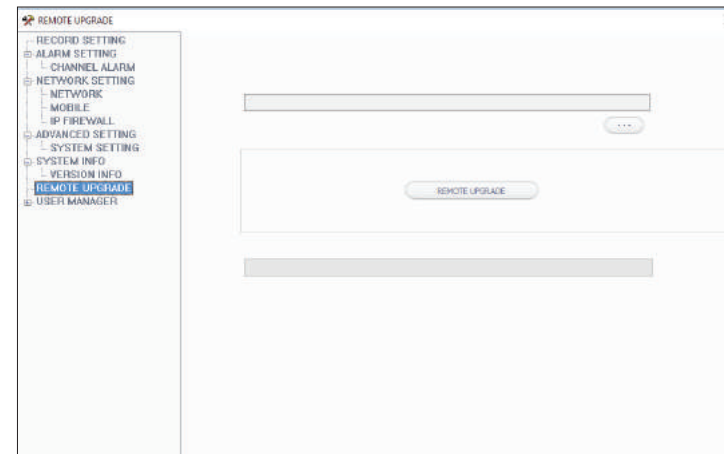 REMOTE UPGRADE
RECORD SETTING
ALARM SETTING
CHANNEL ALARM
NETWORK SETTING
NETWORK
MOBILE
IP FIREWALL
ADVANCED SETTING
SYSTEM SETTING
SYSTEM INFO
VERSION INFO
REMOTE UPGRADE
USER MANAGER
...
REMOTE UPGRADE